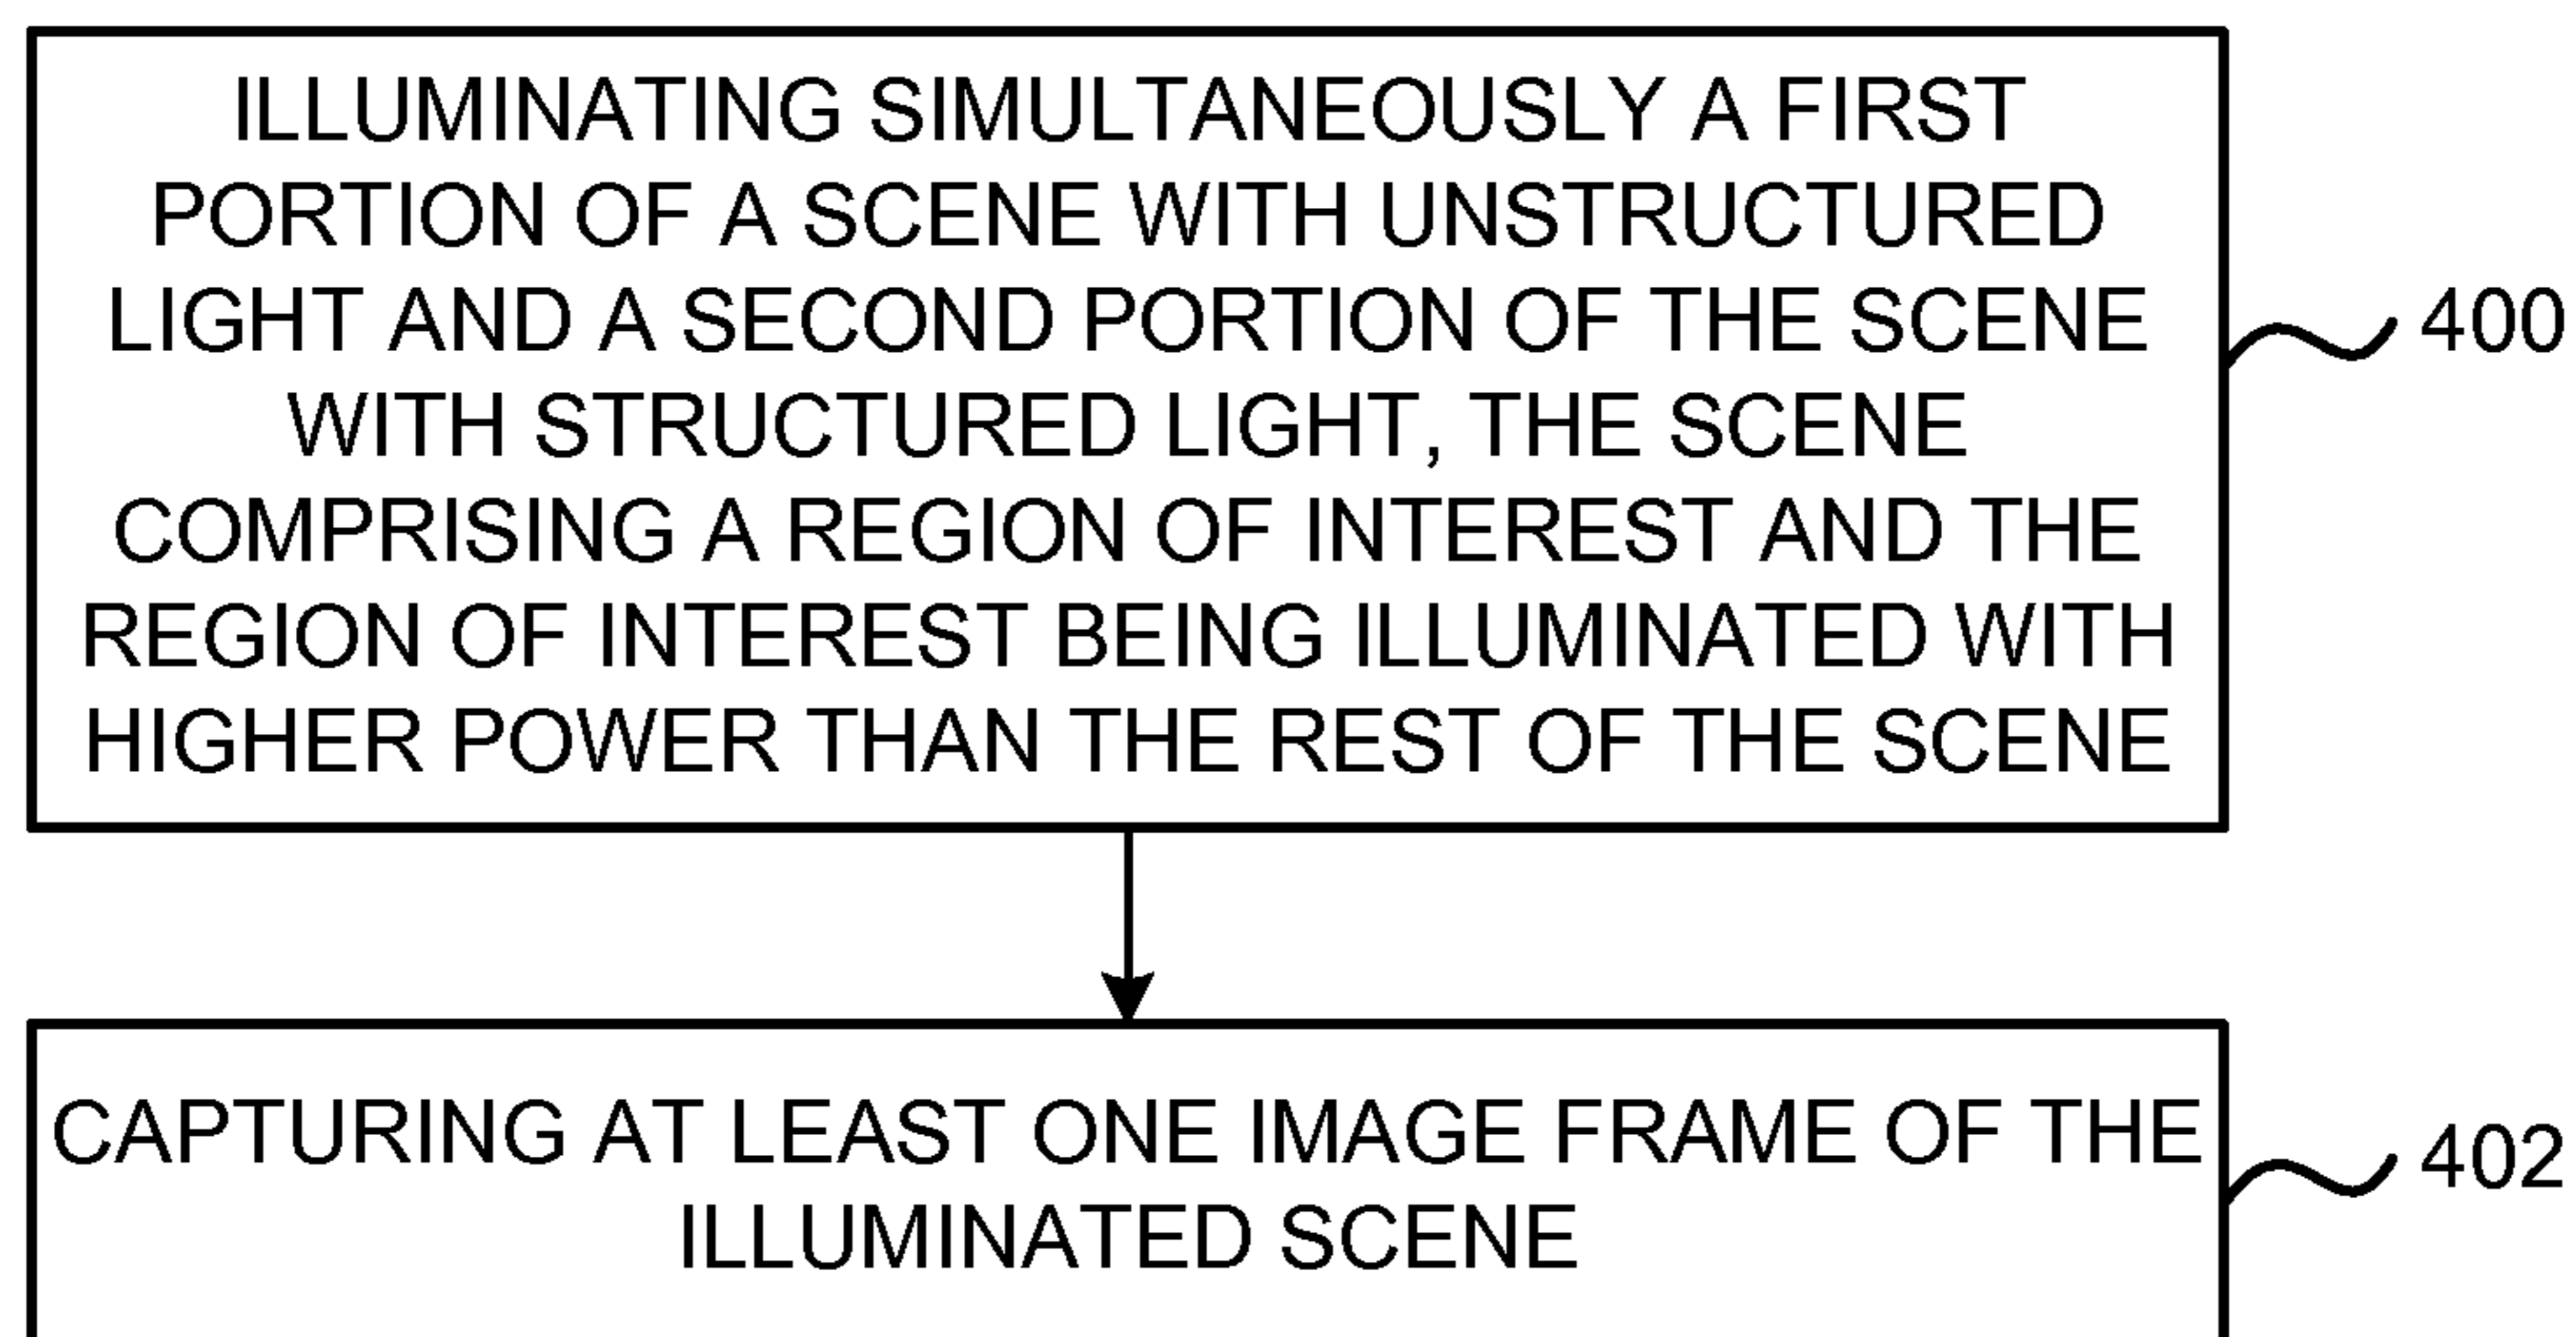 ILLUMINATING SIMULTANEOUSLY A FIRST
PORTION OF A SCENE WITH UNSTRUCTURED
LIGHT AND A SECOND PORTION OF THE SCENE
WITH STRUCTURED LIGHT, THE SCENE
COMPRISING A REGION OF INTEREST AND THE
REGION OF INTEREST BEING ILLUMINATED WITH
HIGHER POWER THAN THE REST OF THE SCENE
400
CAPTURING AT LEAST ONE IMAGE FRAME OF THE
ILLUMINATED SCENE
402